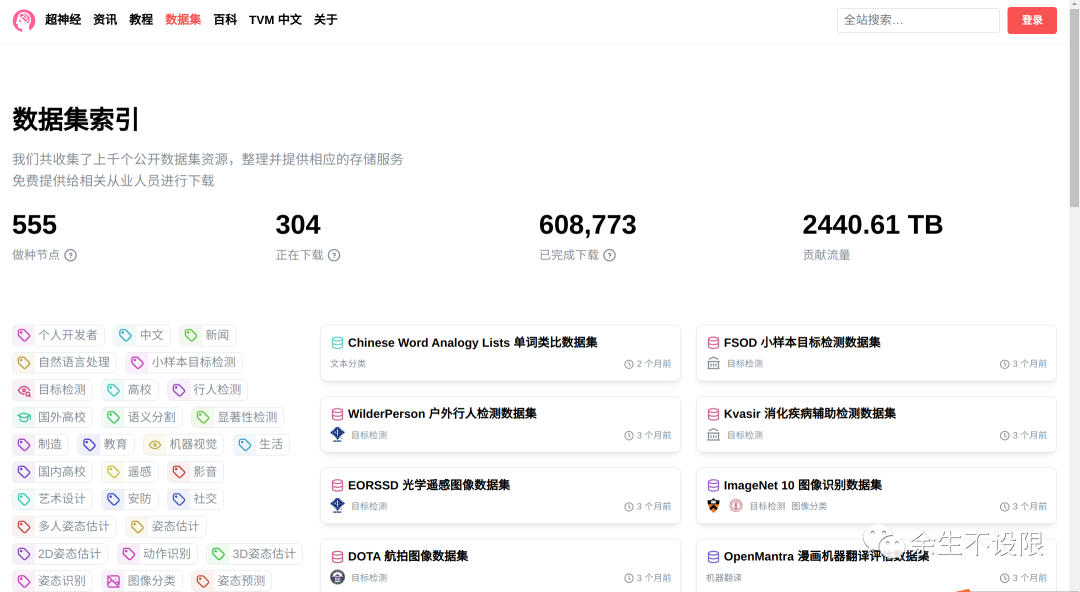 超神经 资讯 教程 数据集 百科 TVM 中文 关于 全站搜索... 登录
数据集索引
我们共收集了上千个公开数据集资源，整理并提供相应的存储服务
免费提供给相关从业人员进行下载
555 304 608,773 2440.61 TB
做种节点 ? 正在下载 ? 已完成下载 ? 贡献流量
个人开发者 中文 新闻
自然语言处理 小样本目标检测
目标检测 高校 行人检测
国外高校 语义分割 显著性检测
制造 教育 机器视觉 生活
国内高校 遥感 影音
艺术设计 安防 社交
多人姿态估计 姿态估计
2D姿态估计 动作识别 3D姿态估计
姿态识别 图像分类 姿态预测
Chinese Word Analogy Lists 单词类比数据集
文本分类 2 个月前
FSOD 小样本目标检测数据集
目标检测 3 个月前
WilderPerson 户外行人检测数据集
目标检测 3 个月前
Kvasir 消化疾病辅助检测数据集
目标检测 3 个月前
EORSSD 光学遥感图像数据集
目标检测 3 个月前
ImageNet 10 图像识别数据集
目标检测 图像分类 3 个月前
DOTA 航拍图像数据集
目标检测 3 个月前
OpenMantra 漫画机器翻译评估数据集
机器翻译 3 个月前
余生不设限